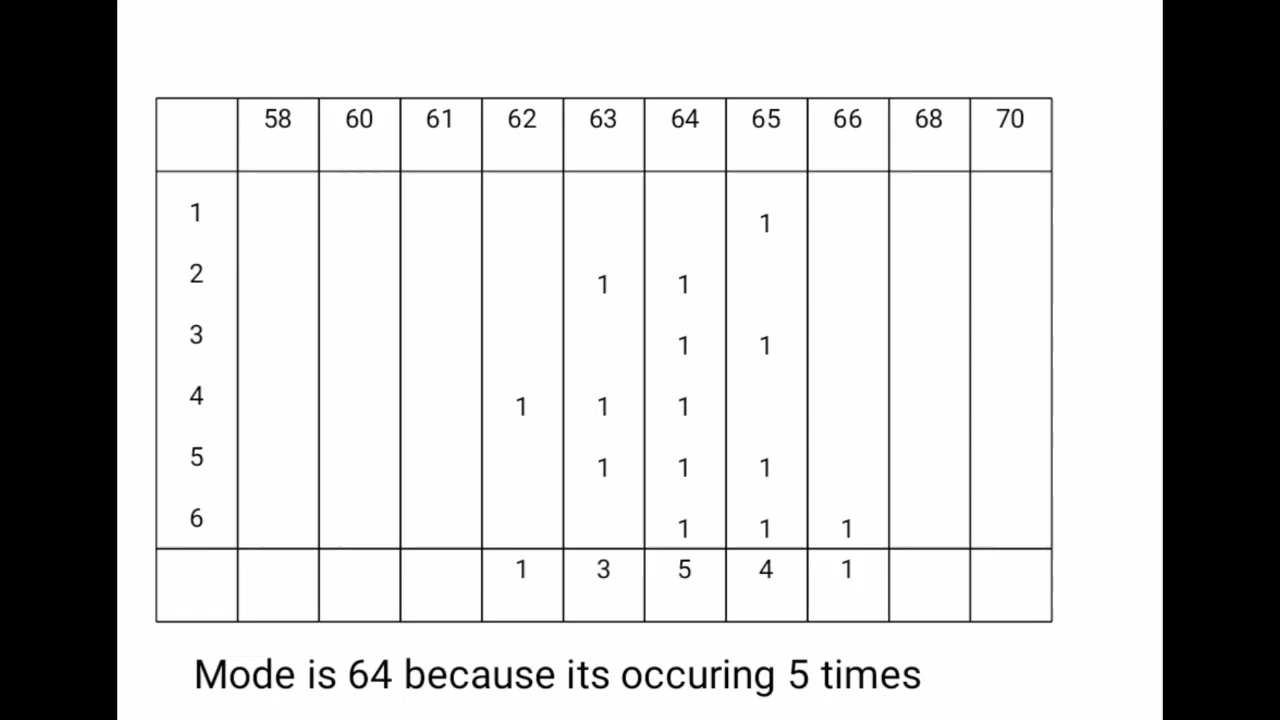 58 60 61 62 63 64 65 66 68 70
1 1
2 1 1
3 1 1
4 1 1 1
5 1 1 1
6 1 1 1
1 3 5 4 1
Mode is 64 because its occuring 5 times